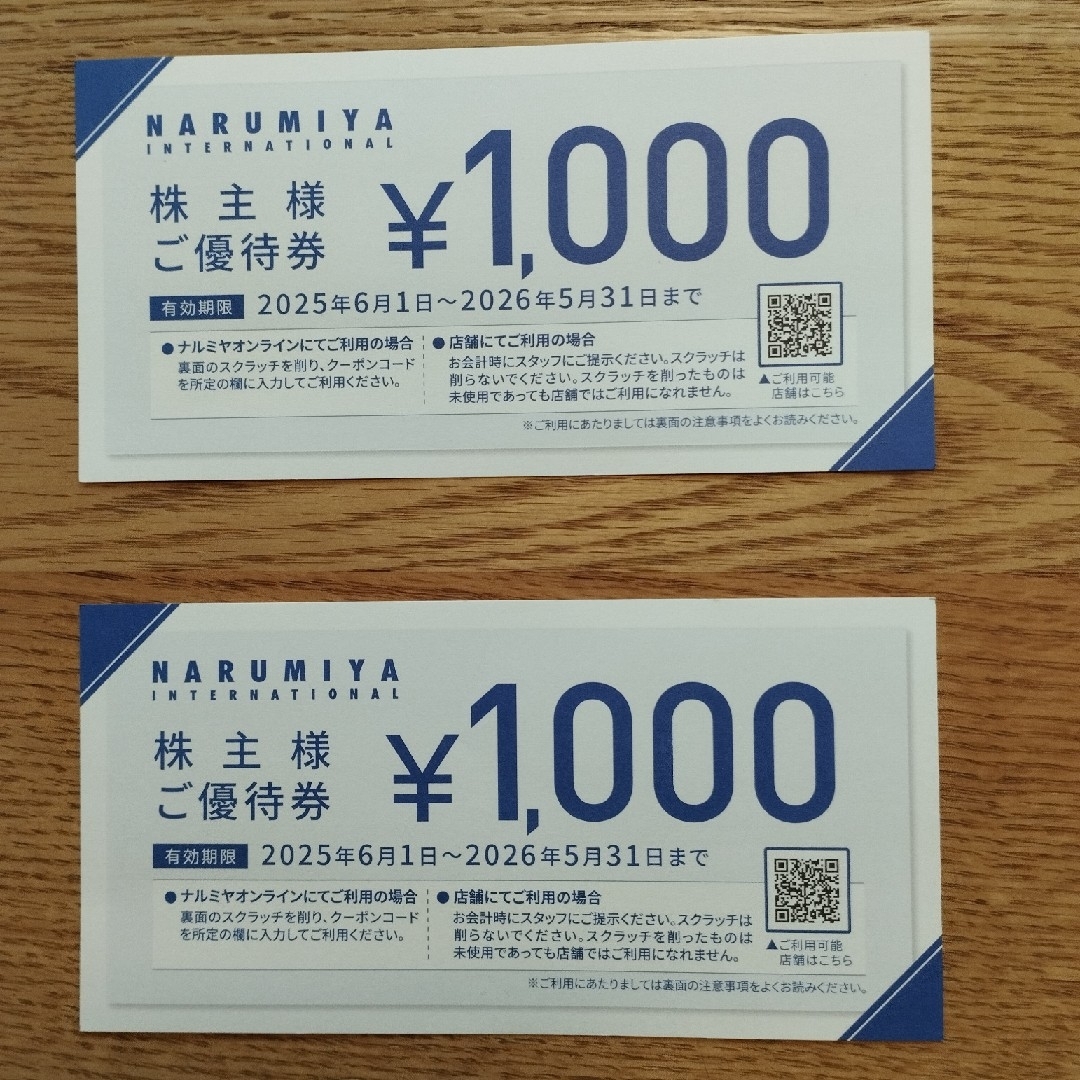 NARUMIYA
INTERNATIONAL
株主様
ご優待券
¥1,000
有効期限 2025年6月1日～2026年5月31日まで
●ナルミヤオンラインにてご利用の場合
裏面のスクラッチを削り、クーポンコード
を所定の欄に入力してご利用ください。
●店舗にてご利用の場合
お会計時にスタッフにご提示ください。スクラッチは
削らないでください。スクラッチを削ったものは
未使用であっても店舗ではご利用になれません。
▲ご利用可能
店舗はこちら
※ご利用にあたりましては裏面の注意事項をよくお読みください。
NARUMIYA
INTERNATIONAL
株主様
ご優待券
¥1,000
有効期限 2025年6月1日～2026年5月31日まで
●ナルミヤオンラインにてご利用の場合
裏面のスクラッチを削り、クーポンコード
を所定の欄に入力してご利用ください。
●店舗にてご利用の場合
お会計時にスタッフにご提示ください。スクラッチは
削らないでください。スクラッチを削ったものは
未使用であっても店舗ではご利用になれません。
▲ご利用可能
店舗はこちら
※ご利用にあたりましては裏面の注意事項をよくお読みください。